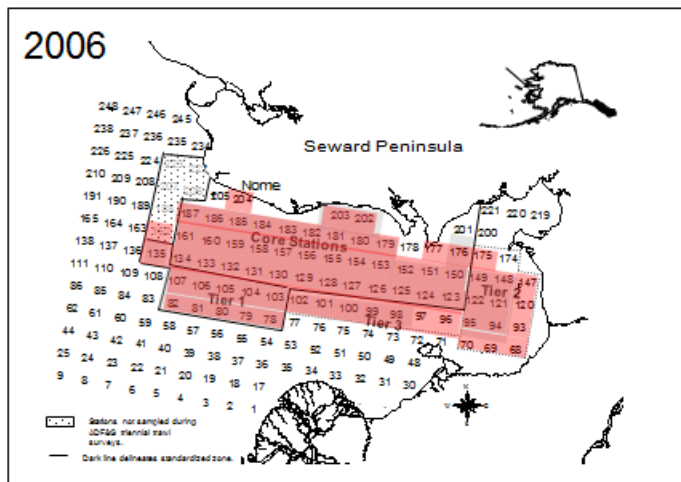 2006
Seward Peninsula
Nome
248 247 246 245
238 237 236 235 234
226 225 224
210 209 208 205 204
191 190 189 203 202 221 220 219
165 164 163 187 186 185 184 183 182 181 180 179 178 177 201 200
138 137 136 161 160 159 158 157 156 155 154 153 152 151 150 176 175 174
Core Stations
111 110 109 108 135 134 133 132 131 130 129 128 127 126 125 124 123 149 148 147
86 85 84 83 107 106 105 104 103 102 101 100 99 98 97 96 122 121 120
Tier 1
Tier 2
Tier 3
82 81 80 79 78 77 76 75 74 73 72 71 95 94 93
62 61 60 59 58 57 56 55 54 53 52 51 50 49 48 70 69 68
44 43 42 41 40 39 38 37 36 35 34 33 32 31 30
25 24 23 22 21 20 19 18 17
9 8 7 6 5 4 3 2 1
Stations not sampled during
ADF&G triennial trawl
surveys.
Dark line delineates standardized zone.